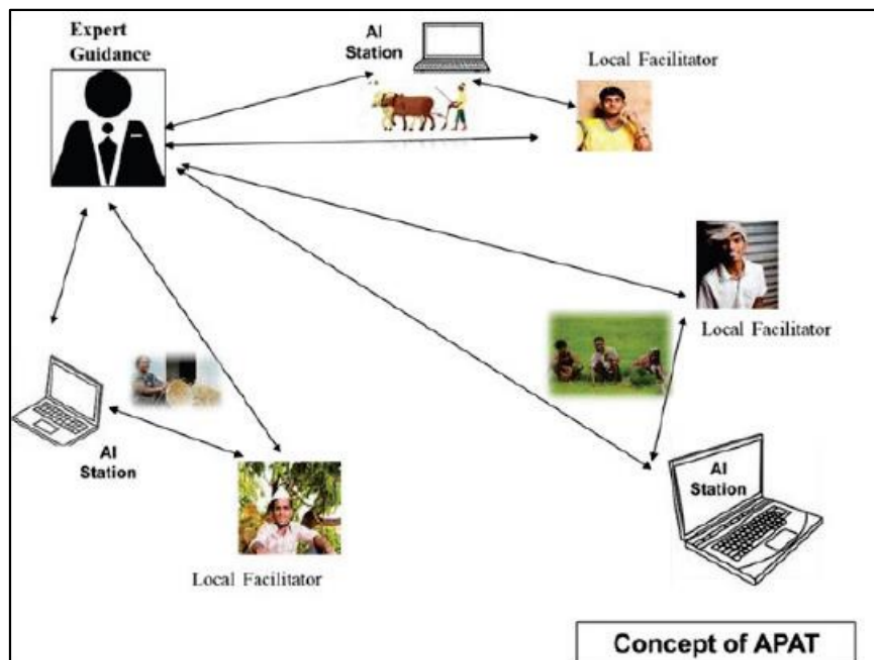 Expert
Guidance
AI
Station
Local Facilitator
Local Facilitator
AI
Station
AI
Station
Local Facilitator
Concept of APAT